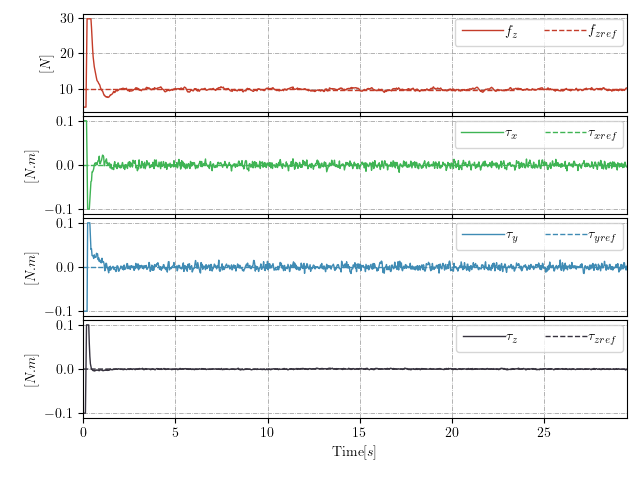 30
20
10
[N]
f_z
f_zref
0.1
0.0
−0.1
[N.m]
τ_x
τ_xref
0.1
0.0
−0.1
[N.m]
τ_y
τ_yref
0.1
0.0
−0.1
[N.m]
τ_z
τ_zref
0 5 10 15 20 25
Time[s]